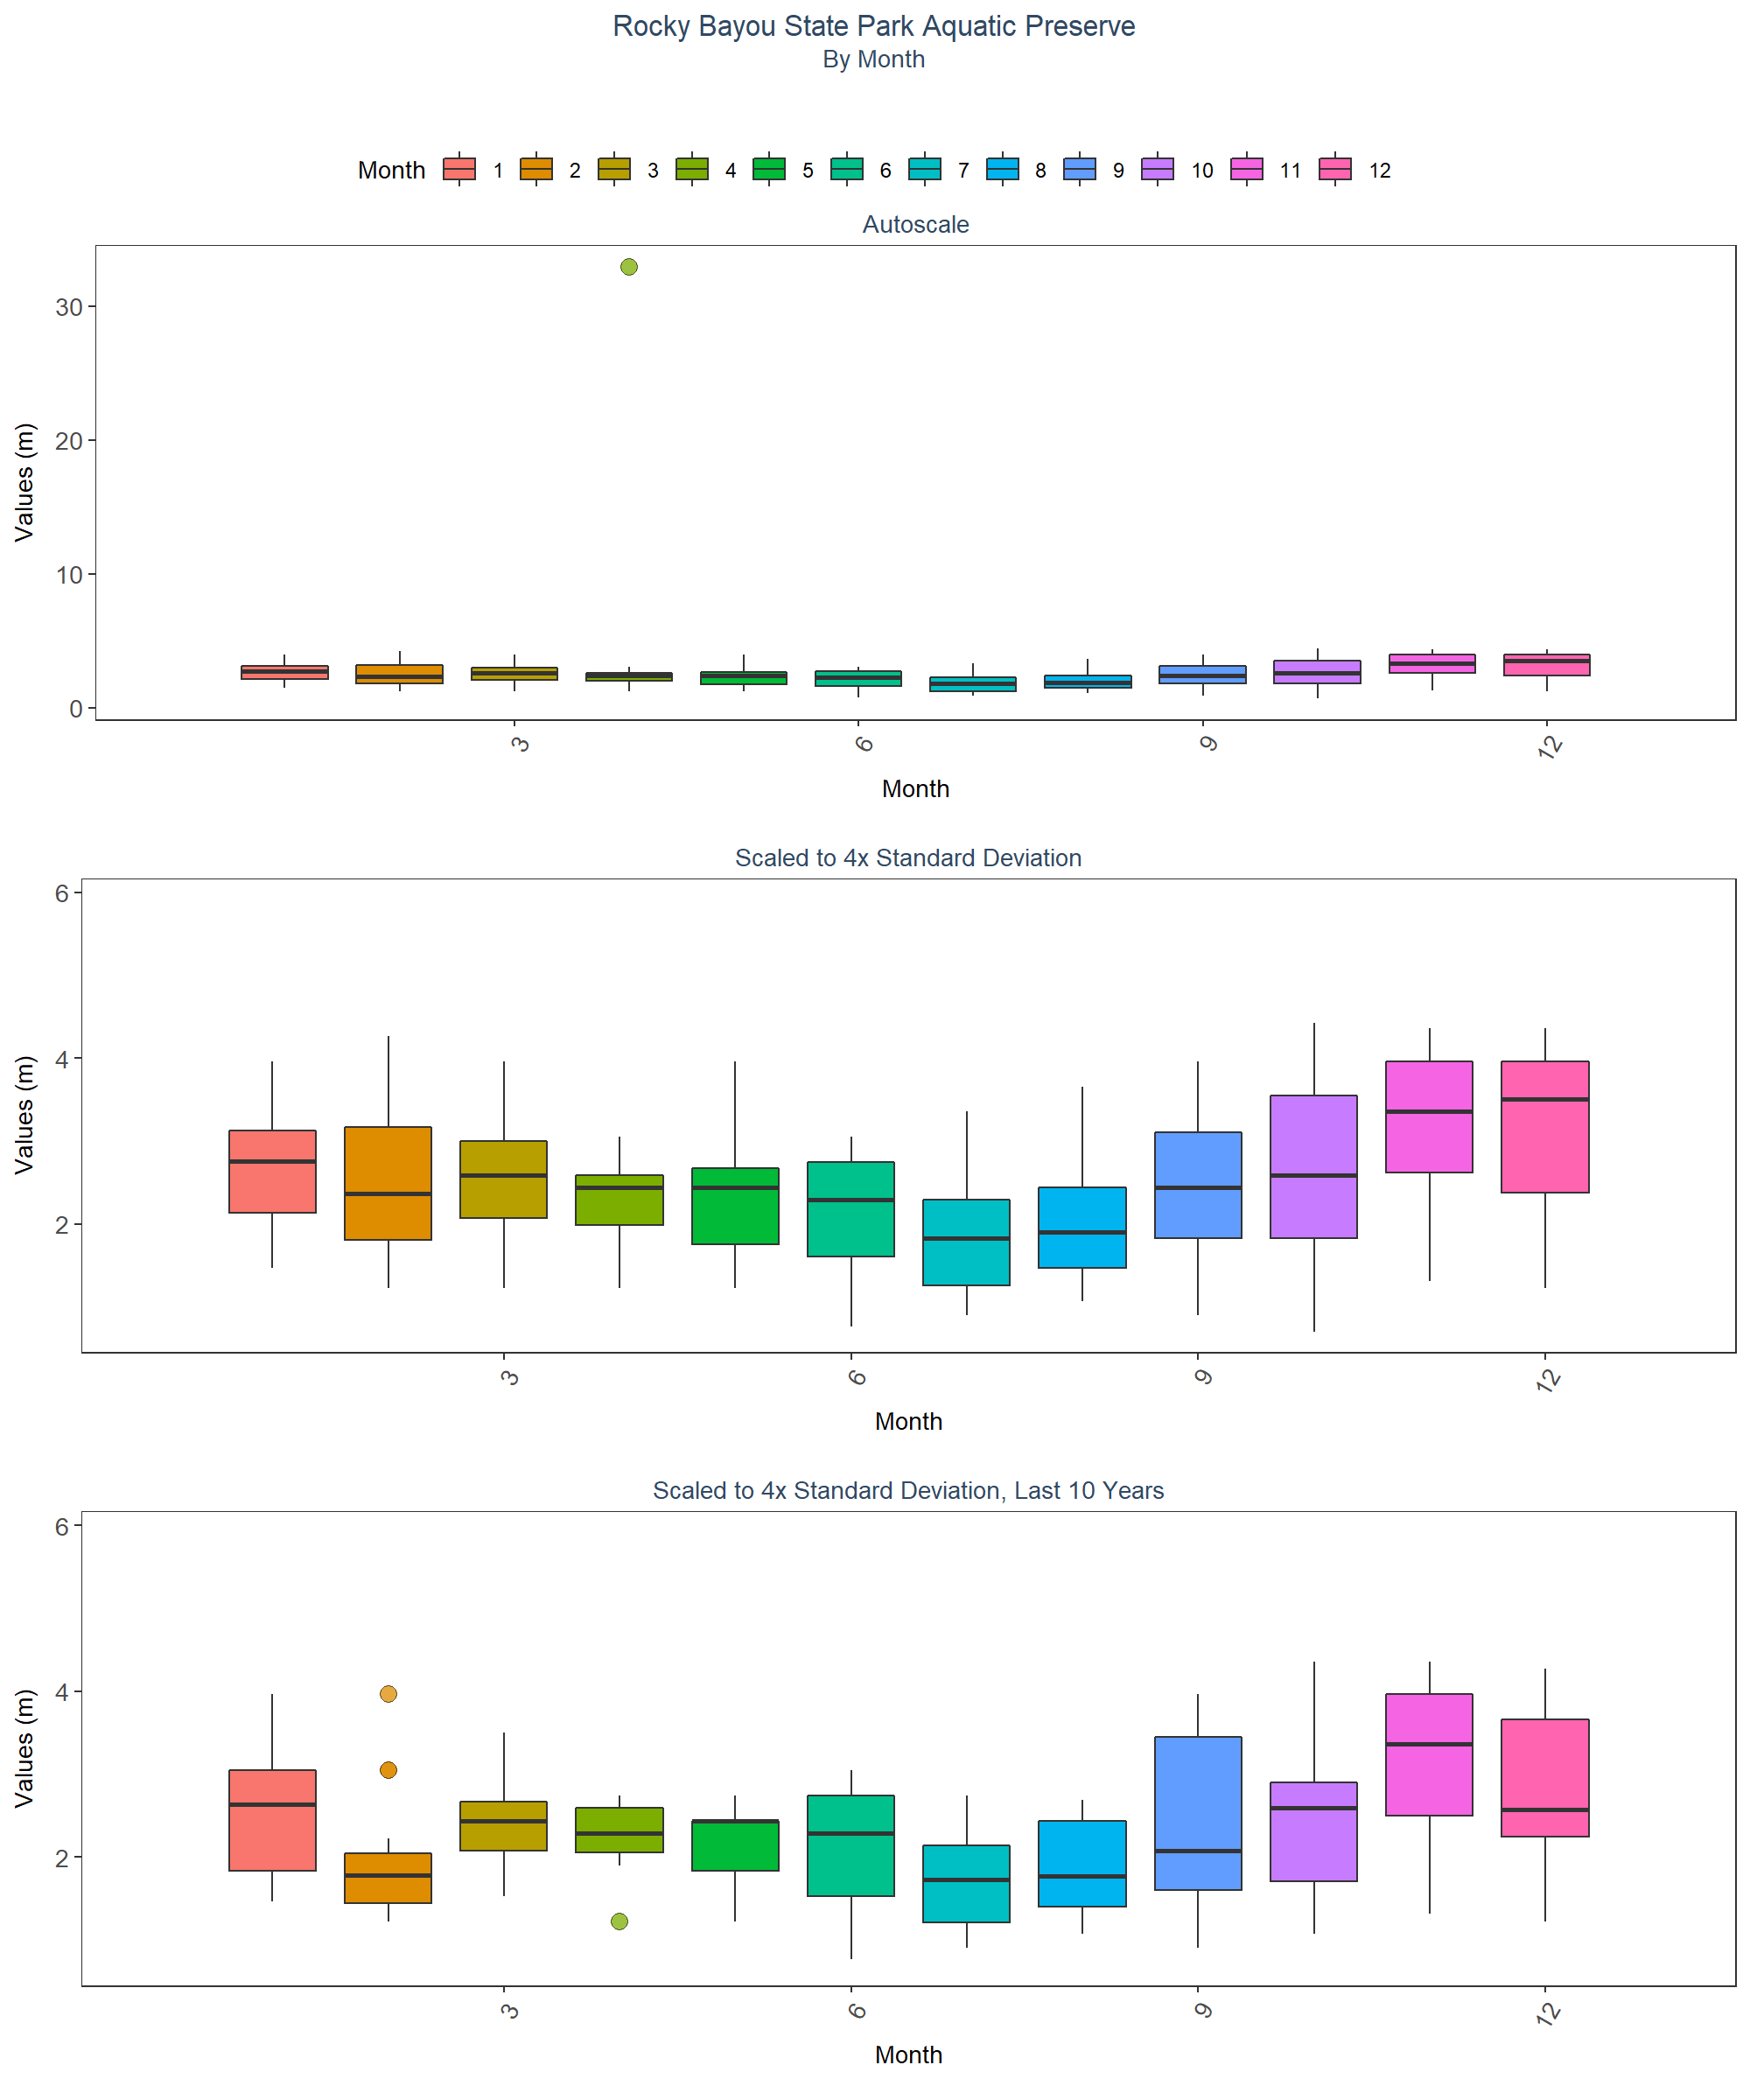 Rocky Bayou State Park Aquatic Preserve
By Month
Month 1 2 3 4 5 6 7 8 9 10 11 12
Autoscale
Values (m)
30
20
10
0
3 6 9 12
Month
Scaled to 4x Standard Deviation
Values (m)
6
4
2
3 6 9 12
Month
Scaled to 4x Standard Deviation, Last 10 Years
Values (m)
6
4
2
3 6 9 12
Month